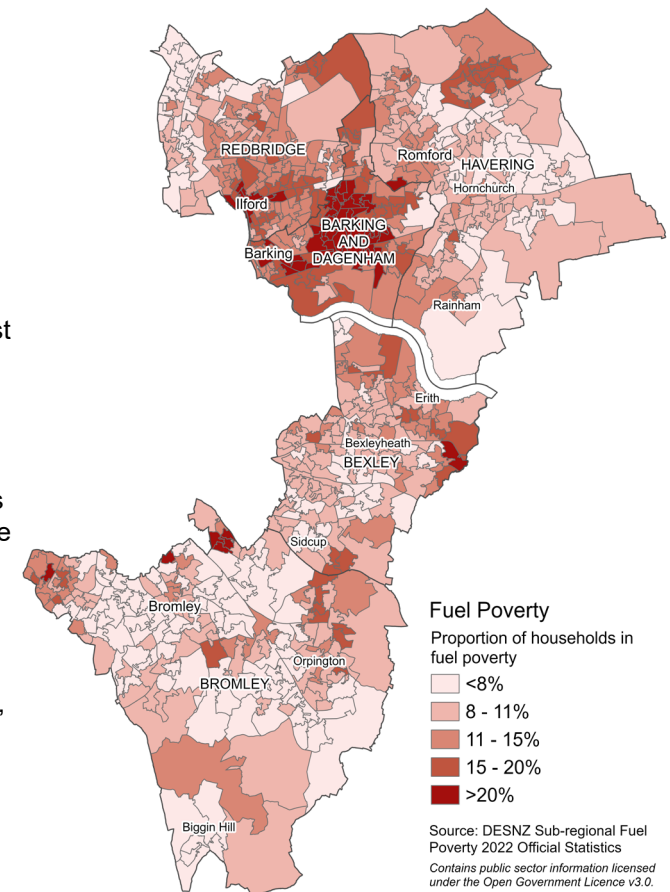 REDBRIDGE
Romford
HAVERING
Hornchurch
Ilford
BARKING
AND
DAGENHAM
Barking
Rainham
st
Erith
Bexleyheath
BEXLEY
s
e
Sidcup
Bromley
Orpington
BROMLEY
,
Biggin Hill
Fuel Poverty
Proportion of households in
fuel poverty
<8%
8 - 11%
11 - 15%
15 - 20%
>20%
Source: DESNZ Sub-regional Fuel
Poverty 2022 Official Statistics
Contains public sector information licensed
under the Open Government Licence v3.0.